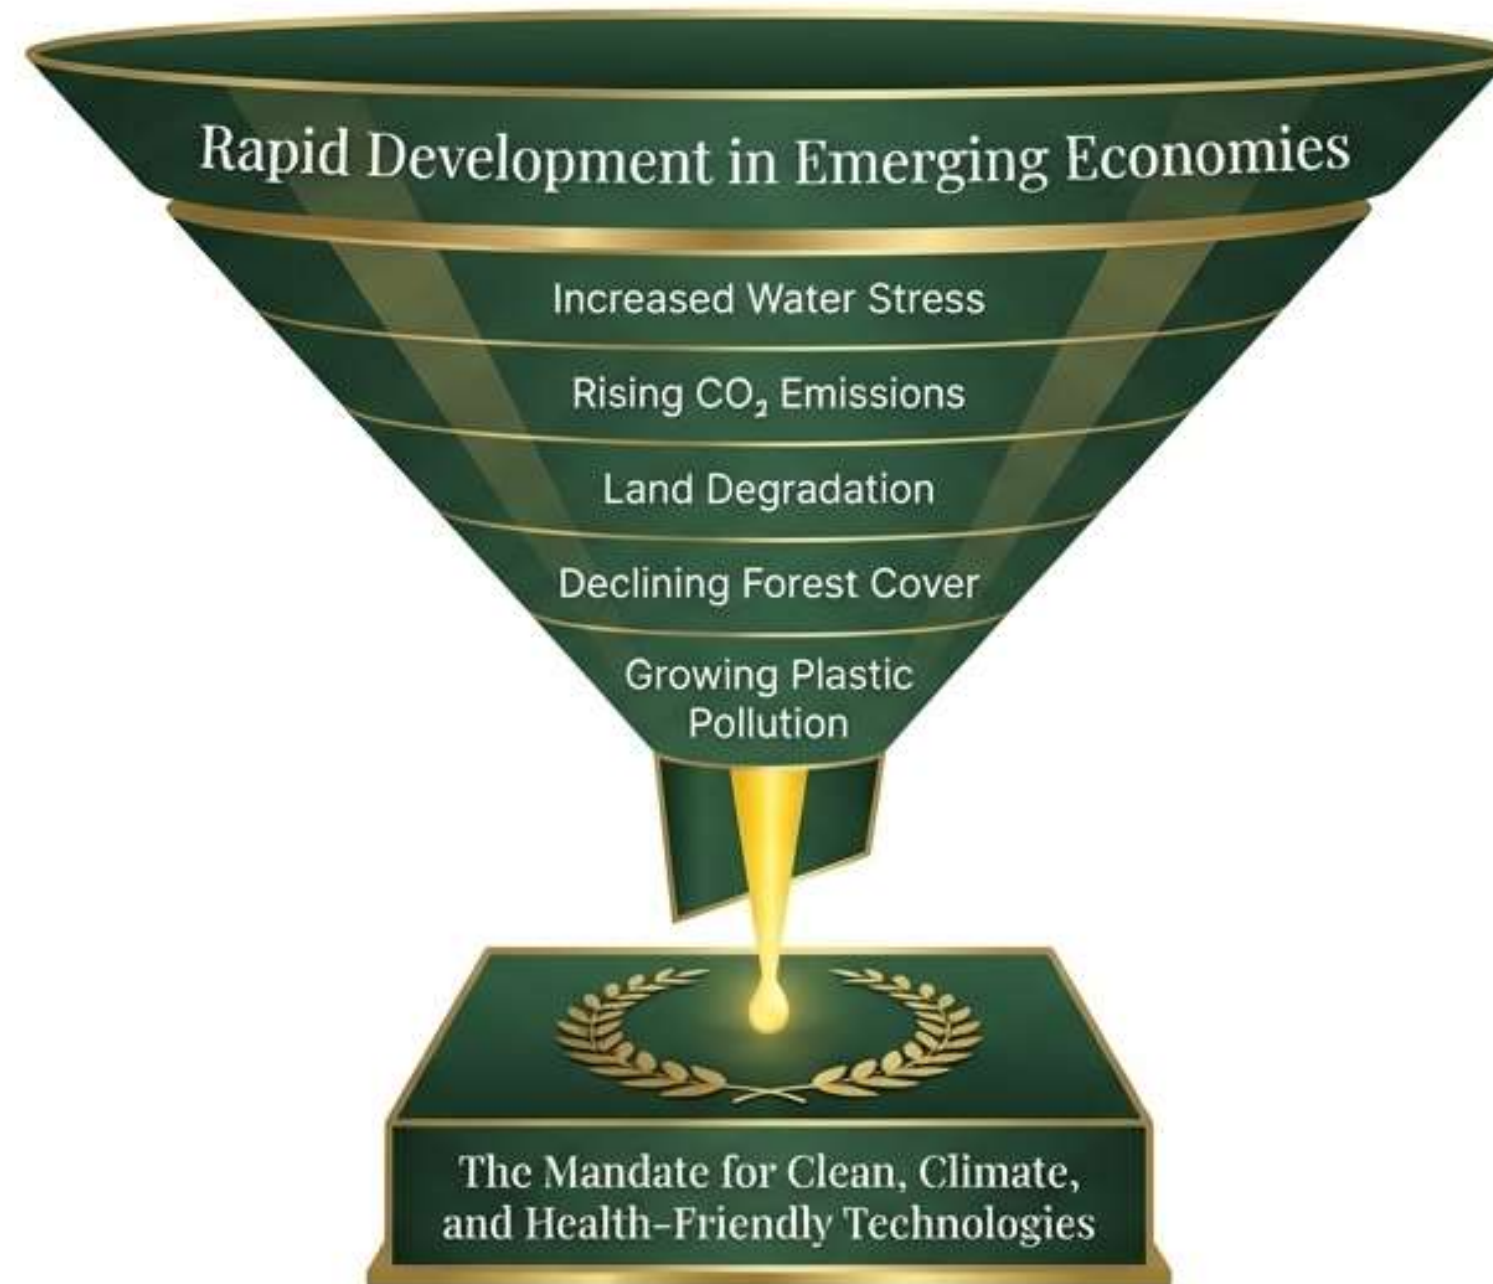 Rapid Development in Emerging Economies
Increased Water Stress
Rising CO₂ Emissions
Land Degradation
Declining Forest Cover
Growing Plastic
Pollution
The Mandate for Clean, Climate,
and Health-Friendly Technologies